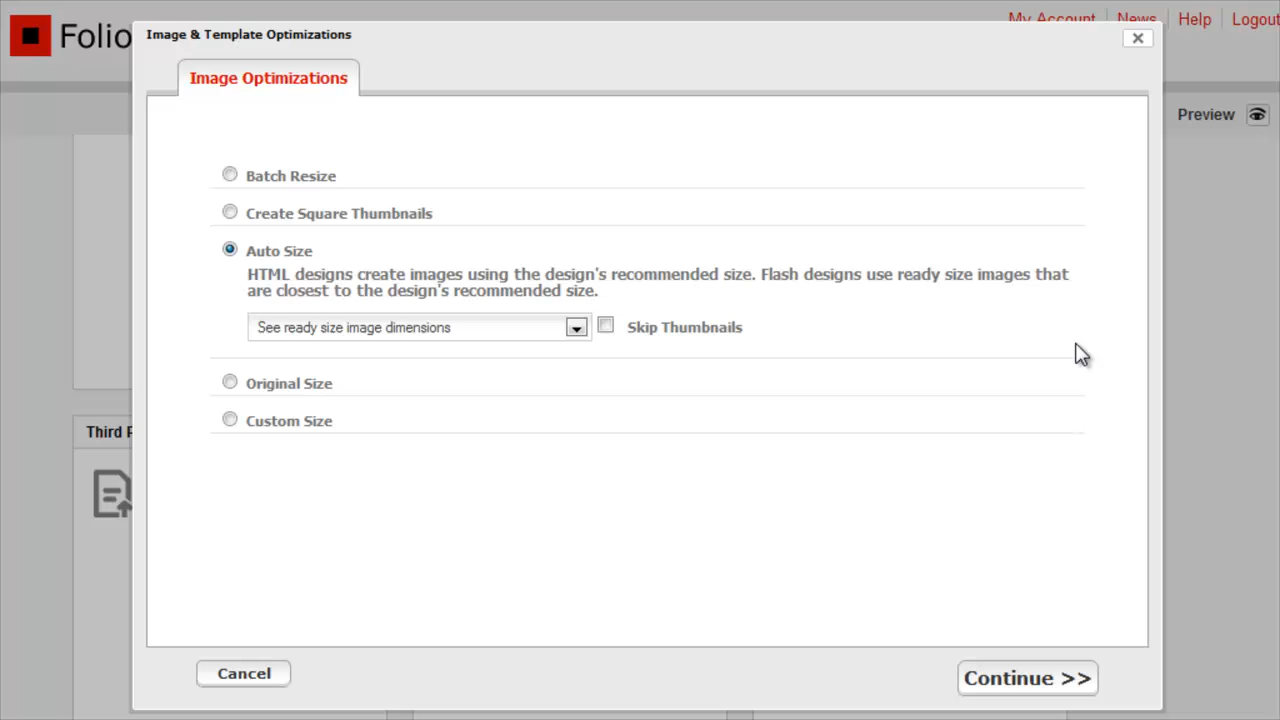 My Account News Help Logout
Folio
Image & Template Optimizations
Image Optimizations
Preview
Batch Resize
Create Square Thumbnails
Auto Size
HTML designs create images using the design's recommended size. Flash designs use ready size images that
are closest to the design's recommended size.
See ready size image dimensions
Skip Thumbnails
Original Size
Custom Size
Third P
Cancel
Continue >>